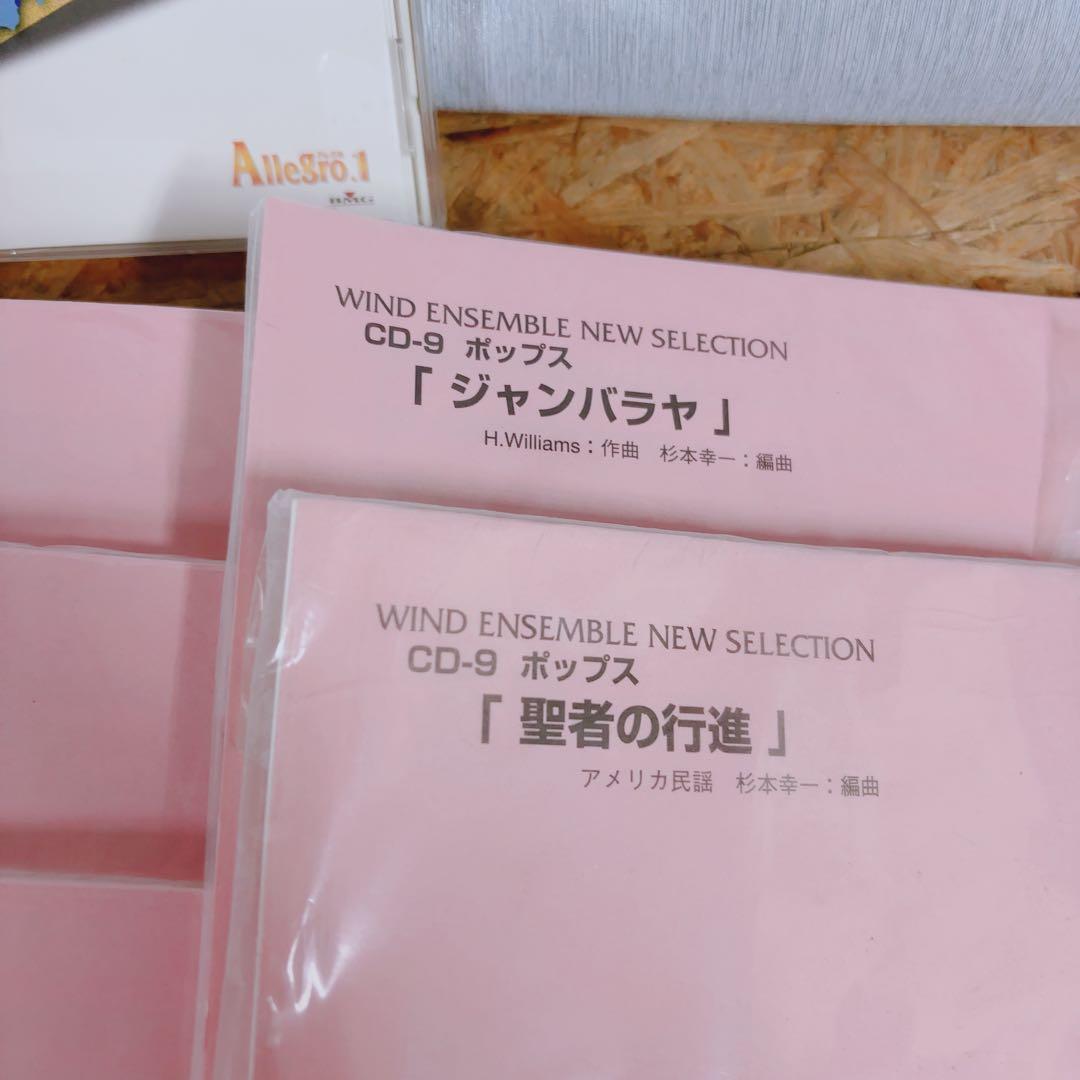 Allegro.1
BMG
WIND ENSEMBLE NEW SELECTION
CD-9 ポップス
「 ジャンバラヤ 」
H.Williams：作曲 杉本幸一：編曲
WIND ENSEMBLE NEW SELECTION
CD-9 ポップス
「 聖者の行進 」
アメリカ民謡 杉本幸一：編曲